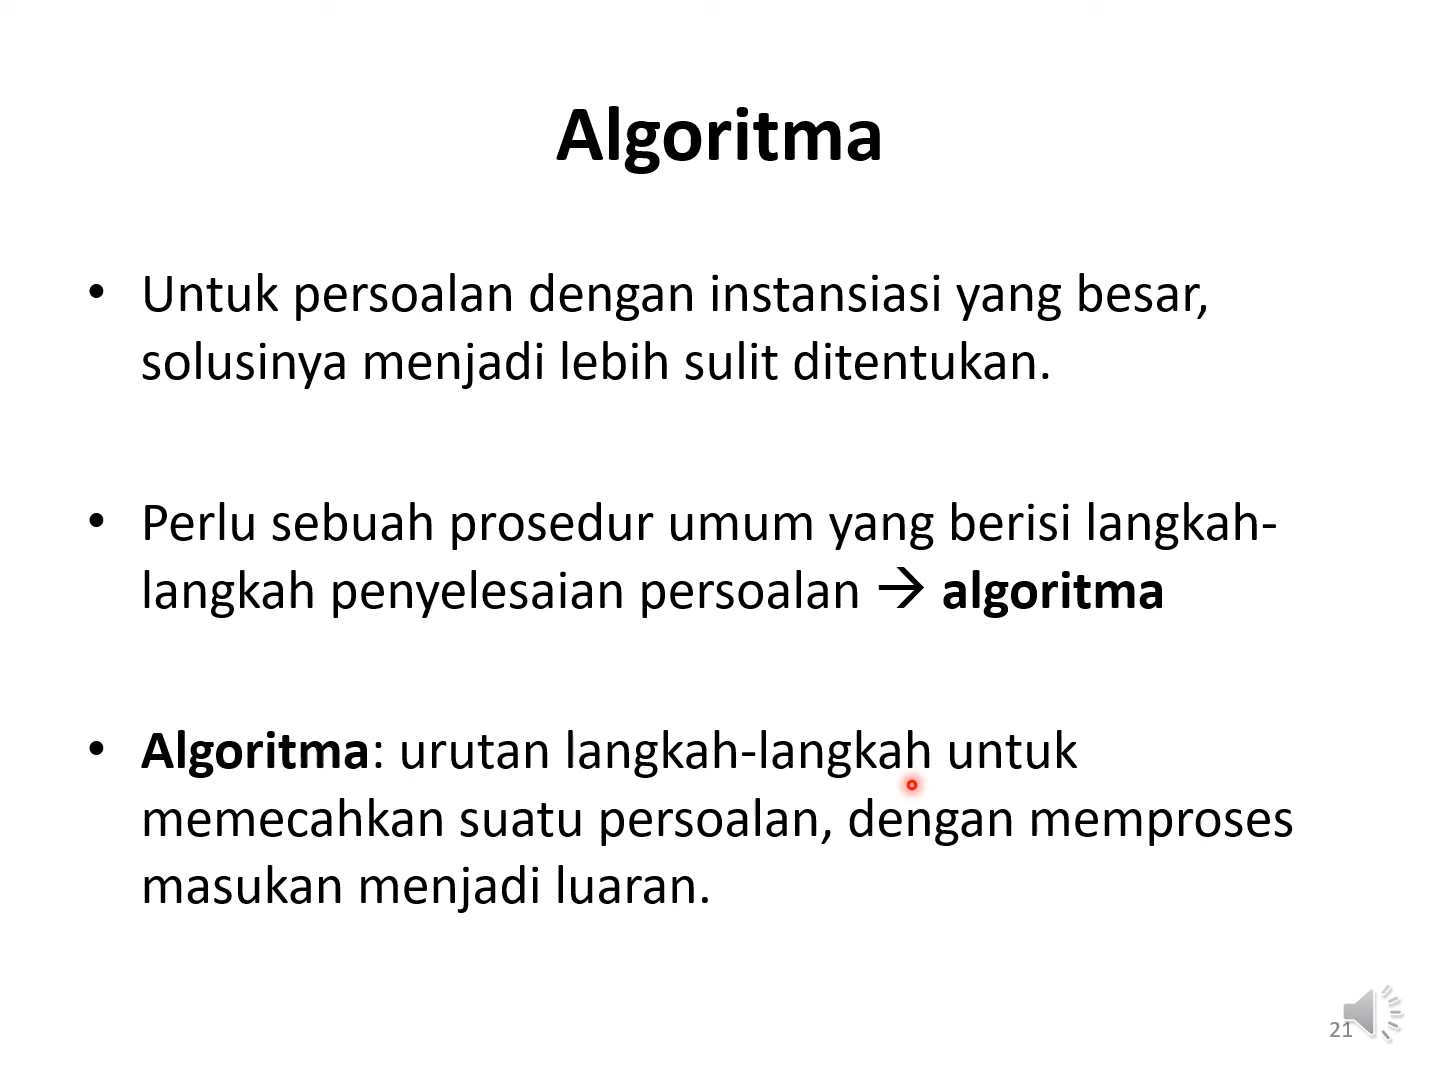 Algoritma
• Untuk persoalan dengan instansiasi yang besar,
solusinya menjadi lebih sulit ditentukan.
• Perlu sebuah prosedur umum yang berisi langkah-
langkah penyelesaian persoalan → algoritma
• Algoritma: urutan langkah-langkah untuk
memecahkan suatu persoalan, dengan memproses
masukan menjadi luaran.
21